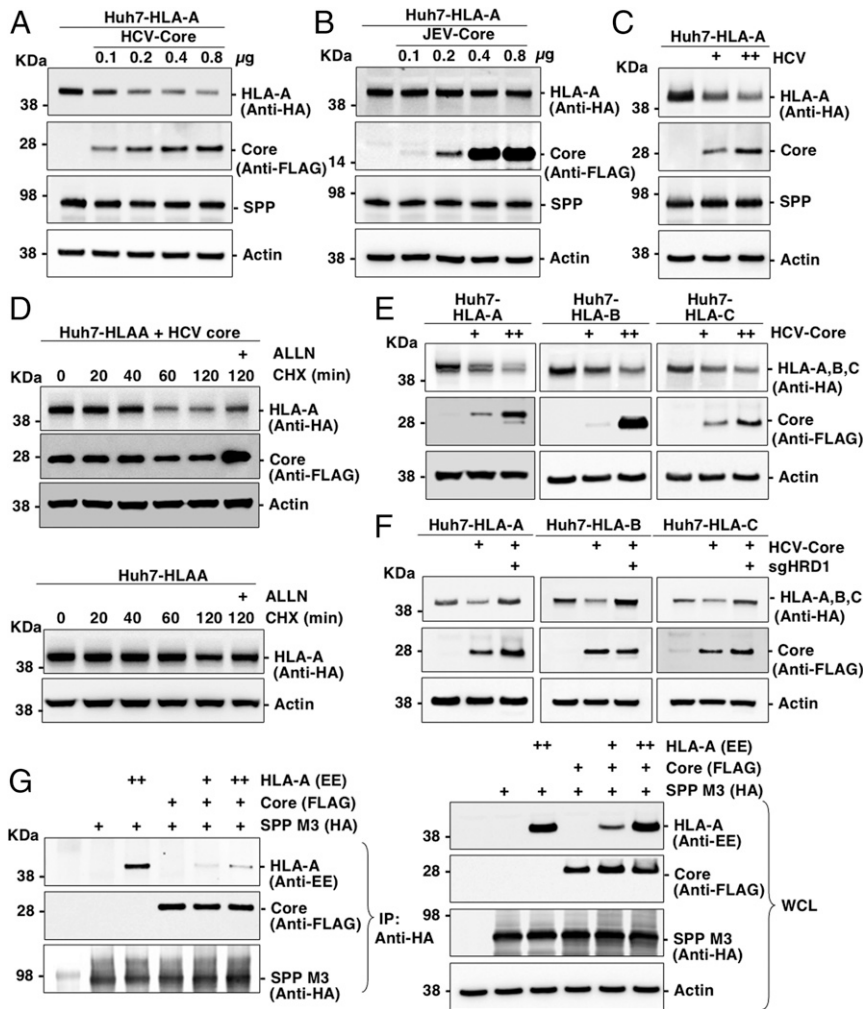 A
Huh7-HLA-A
HCV-Core
KDa 0.1 0.2 0.4 0.8 µg
38
HLA-A
(Anti-HA)
28
Core
(Anti-FLAG)
98
SPP
38
Actin
B
Huh7-HLA-A
JEV-Core
KDa 0.1 0.2 0.4 0.8 µg
38
HLA-A
(Anti-HA)
14
Core
(Anti-FLAG)
98
SPP
38
Actin
C
Huh7-HLA-A
KDa + ++ HCV
38
HLA-A
(Anti-HA)
28
Core
98
SPP
38
Actin
D
Huh7-HLAA + HCV core
+ ALLN
0 20 40 60 120 120 CHX (min)
KDa
38
HLA-A
(Anti-HA)
28
Core
(Anti-FLAG)
38
Actin
Huh7-HLAA
+ ALLN
0 20 40 60 120 120 CHX (min)
KDa
38
HLA-A
(Anti-HA)
38
Actin
E
Huh7-HLA-A Huh7-HLA-B Huh7-HLA-C
+ ++ + ++ + ++ HCV-Core
KDa
38
HLA-A,B,C
(Anti-HA)
28
Core
(Anti-FLAG)
38
Actin
F
Huh7-HLA-A Huh7-HLA-B Huh7-HLA-C
+ + + + + + HCV-Core
+ + + sgHRD1
KDa
38
HLA-A,B,C
(Anti-HA)
28
Core
(Anti-FLAG)
38
Actin
G
++ + ++ HLA-A (EE)
+ + + Core (FLAG)
+ + + + + SPP M3 (HA)
KDa
38
HLA-A
(Anti-EE)
28
Core
(Anti-FLAG)
98
SPP M3
(Anti-HA)
IP:
Anti-HA
++ + ++ HLA-A (EE)
+ + + Core (FLAG)
+ + + + + SPP M3 (HA)
38
HLA-A
(Anti-EE)
28
Core
(Anti-FLAG)
98
SPP M3
(Anti-HA)
38
Actin
WCL